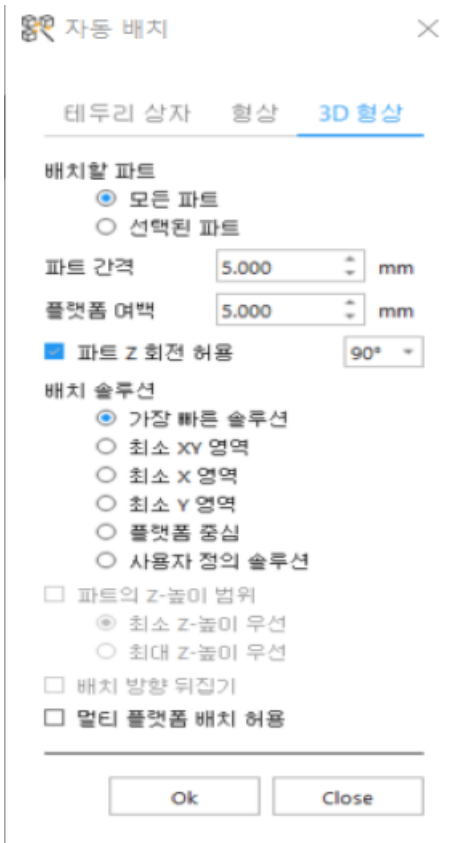 자동 배치
테두리 상자 형상 3D 형상
배치할 파트
모든 파트
선택된 파트
파트 간격 5.000 mm
플랫폼 여백 5.000 mm
파트 Z 회전 허용 90°
배치 솔루션
가장 빠른 솔루션
최소 XY 영역
최소 X 영역
최소 Y 영역
플랫폼 중심
사용자 정의 솔루션
파트의 Z-높이 범위
최소 Z-높이 우선
최대 Z-높이 우선
배치 방향 뒤집기
멀티 플랫폼 배치 허용
Ok Close